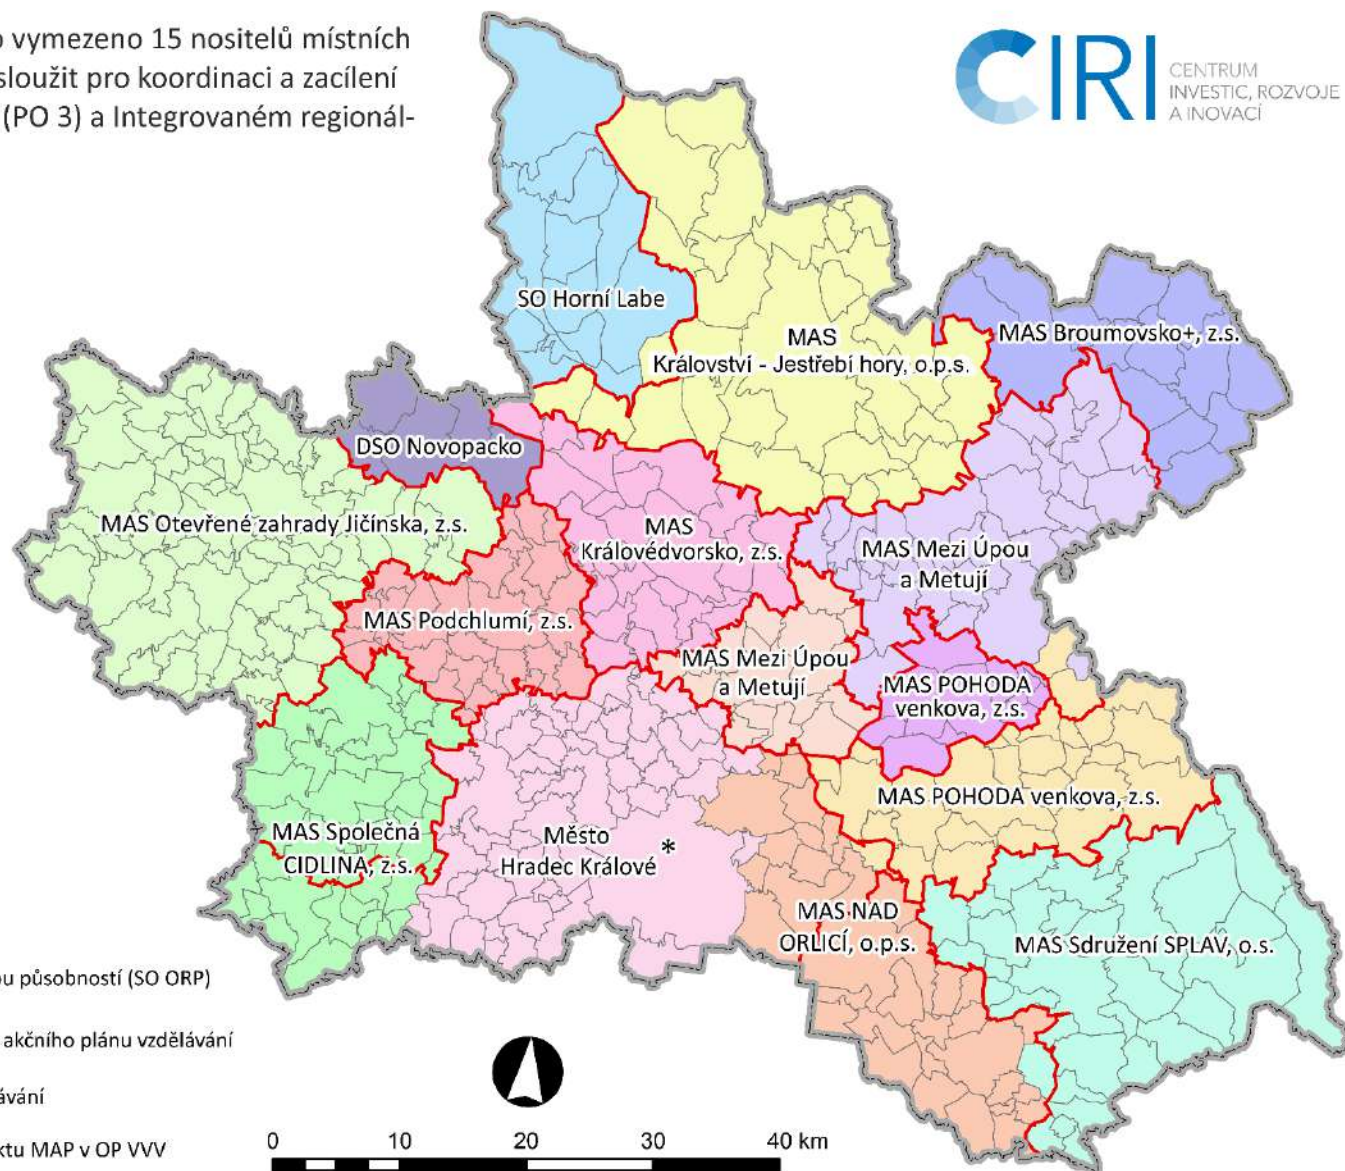 o vymezeno 15 nositelů místních
sloužit pro koordinaci a zacílení
(PO 3) a Integrovaném regionál-
CIRI
CENTRUM
INVESTIC, ROZVOJE
A INOVACÍ
SO Horní Labe
MAS
Království - Jestřebí hory, o.p.s.
MAS Broumovsko+, z.s.
DSO Novopacko
MAS Otevřené zahrady Jičínska, z.s.
MAS
Královédvorsko, z.s.
MAS Mezi Úpou
a Metují
MAS Podchlumí, z.s.
MAS Mezi Úpou
a Metují
MAS POHODA
venkova, z.s.
MAS POHODA venkova, z.s.
MAS Společná
CIDLINA, z.s.
Město
Hradec Králové *
MAS NAD
ORLICÍ, o.p.s.
MAS Sdružení SPLAV, o.s.
ou působností (SO ORP)
akčního plánu vzdělávání
ávání
ktu MAP v OP VVV
0 10 20 30 40 km